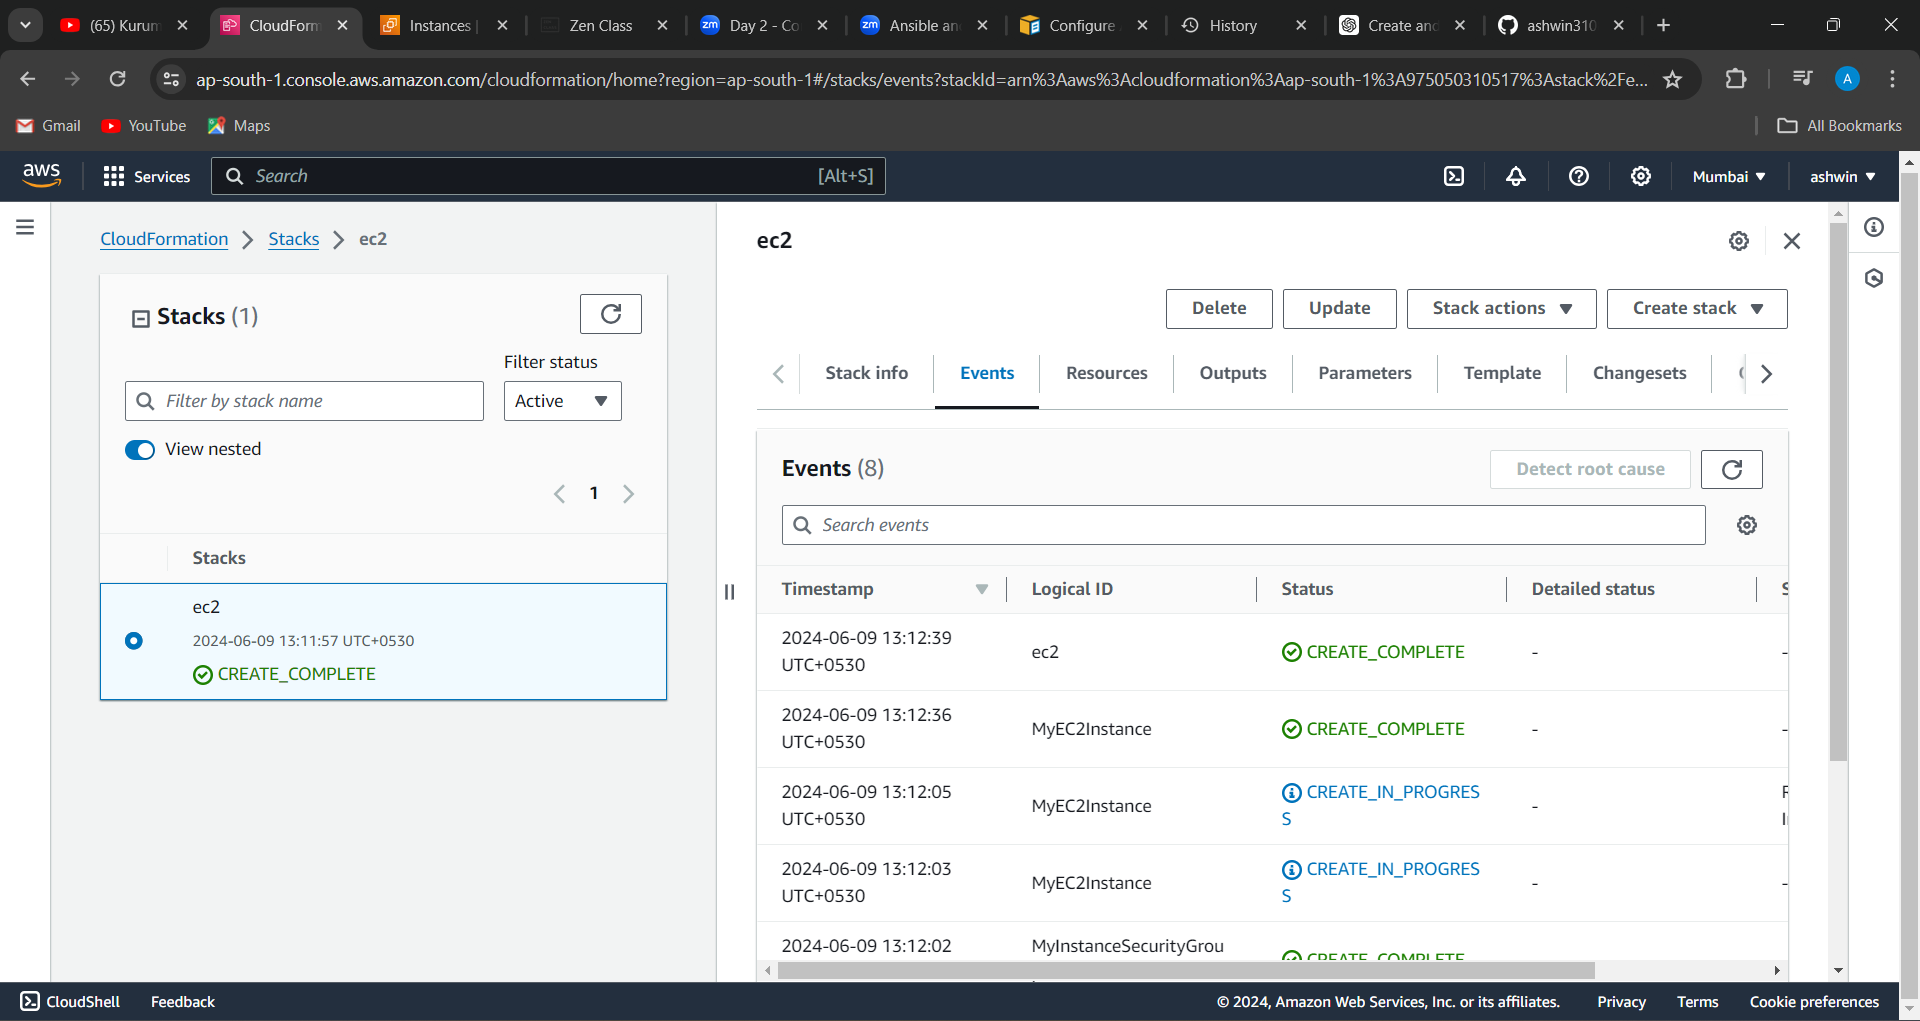 (65) Kurum
CloudForm
Instances |
Zen Class
Day 2 - Co
Ansible an
Configure
History
Create and
ashwin310
ap-south-1.console.aws.amazon.com/cloudformation/home?region=ap-south-1#/stacks/events?stackId=arn%3Aaws%3Acloudformation%3Aap-south-1%3A975050310517%3Astack%2Fe...
A
Gmail
YouTube
Maps
All Bookmarks
aws
Services
Search
[Alt+S]
Mumbai
ashwin
CloudFormation
Stacks
ec2
Stacks (1)
Filter status
Filter by stack name
Active
View nested
1
Stacks
ec2
2024-06-09 13:11:57 UTC+0530
CREATE_COMPLETE
ec2
Delete
Update
Stack actions
Create stack
Stack info
Events
Resources
Outputs
Parameters
Template
Changesets
Events (8)
Detect root cause
Search events
Timestamp
Logical ID
Status
Detailed status
2024-06-09 13:12:39
UTC+0530
ec2
CREATE_COMPLETE
-
-
2024-06-09 13:12:36
UTC+0530
MyEC2Instance
CREATE_COMPLETE
-
-
2024-06-09 13:12:05
UTC+0530
MyEC2Instance
CREATE_IN_PROGRES
S
-
2024-06-09 13:12:03
UTC+0530
MyEC2Instance
CREATE_IN_PROGRES
S
-
-
2024-06-09 13:12:02
MyInstanceSecurityGrou
CREATE_COMPLETE
CloudShell
Feedback
© 2024, Amazon Web Services, Inc. or its affiliates.
Privacy
Terms
Cookie preferences